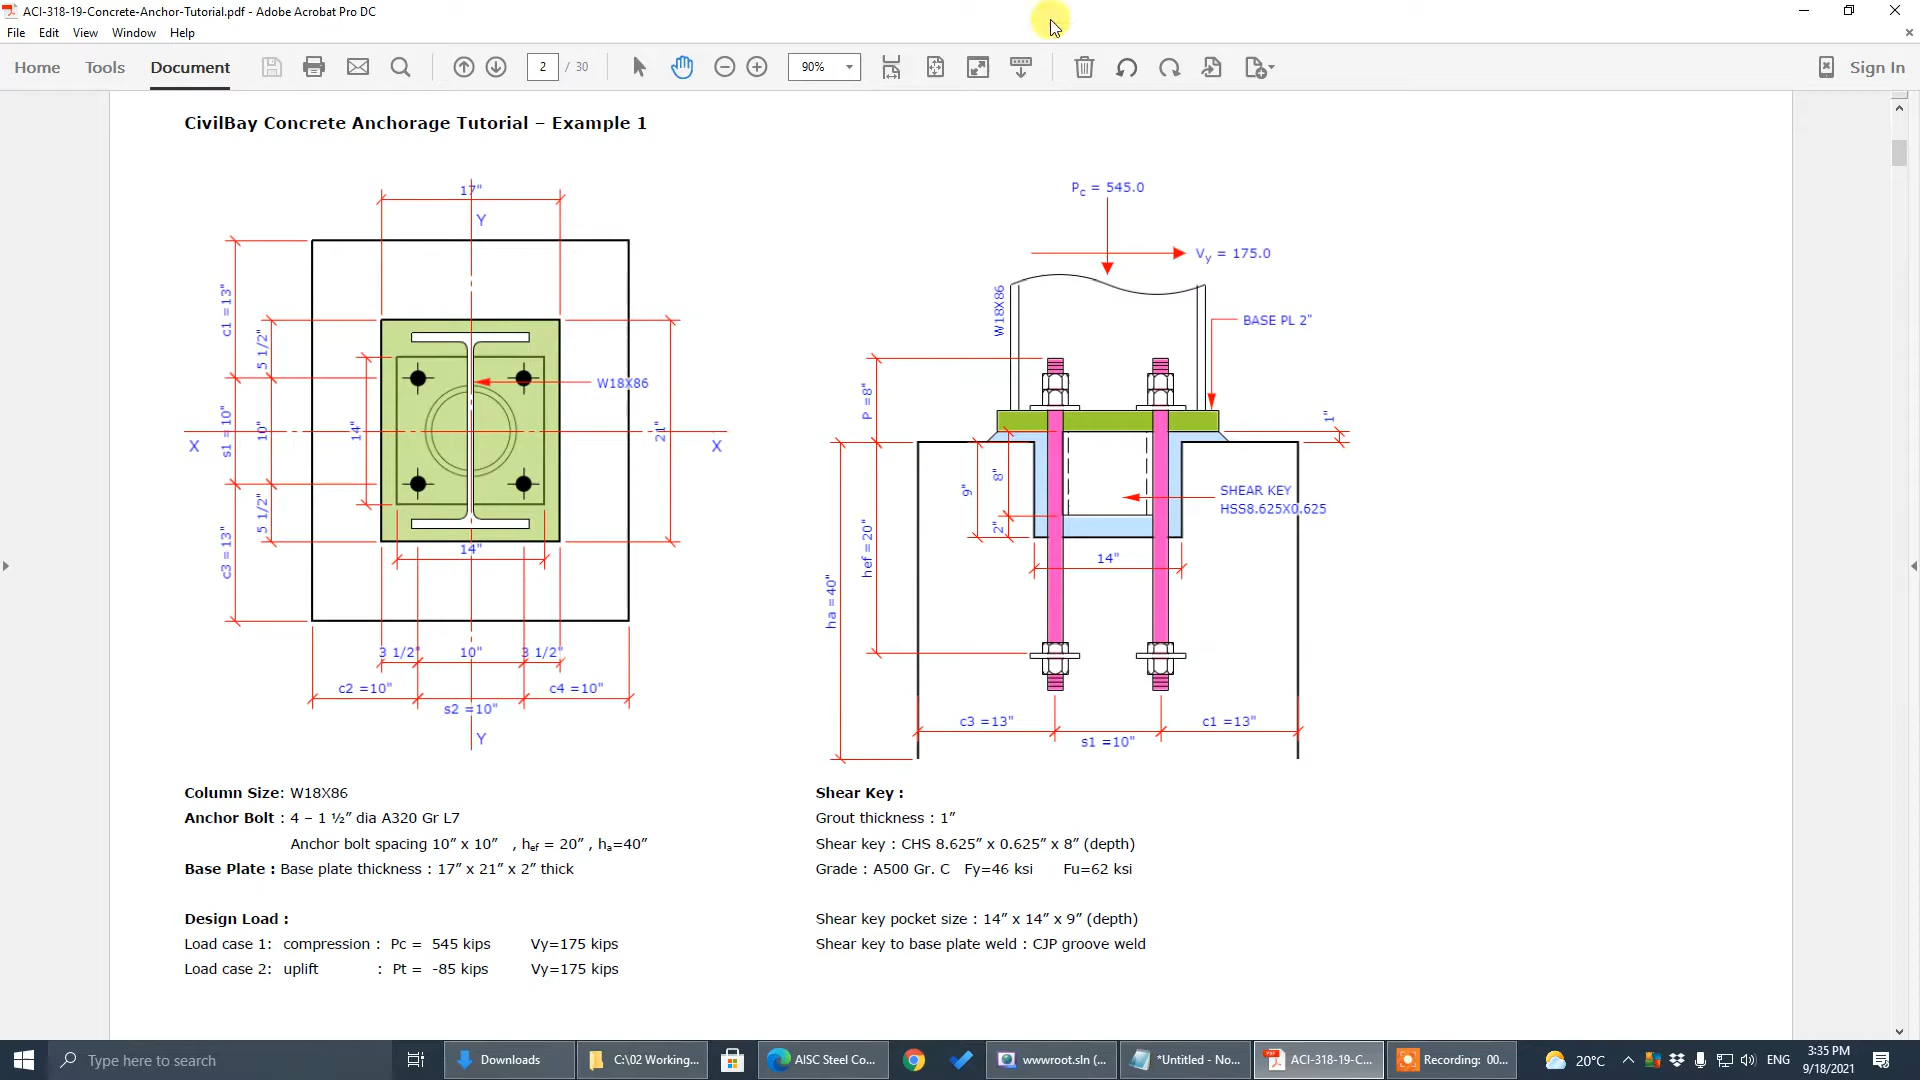 ACI-318-19-Concrete-Anchor-Tutorial.pdf - Adobe Acrobat Pro DC
File Edit View Window Help
Home Tools Document 2 / 30 90% Sign In
CivilBay Concrete Anchorage Tutorial – Example 1
17"
Y
c1 =13"
5 1/2"
W18X86
s1 =10"
10"
14"
21"
X
X
c3 =13"
5 1/2"
14"
3 1/2"
10"
3 1/2"
c2 =10"
c4 =10"
s2 =10"
Y
Pc = 545.0
Vy = 175.0
W18X86
BASE PL 2"
P =8"
1"
9"
8"
2"
SHEAR KEY
HSS8.625X0.625
hef =20"
14"
ha =40"
c3 =13"
c1 =13"
s1 =10"
Column Size: W18X86
Anchor Bolt : 4 – 1 ½” dia A320 Gr L7
Anchor bolt spacing 10” x 10” , hef = 20” , ha=40”
Base Plate : Base plate thickness : 17” x 21” x 2” thick
Design Load :
Load case 1: compression : Pc = 545 kips Vy=175 kips
Load case 2: uplift : Pt = -85 kips Vy=175 kips
Shear Key :
Grout thickness : 1”
Shear key : CHS 8.625” x 0.625” x 8” (depth)
Grade : A500 Gr. C Fy=46 ksi Fu=62 ksi
Shear key pocket size : 14” x 14” x 9” (depth)
Shear key to base plate weld : CJP groove weld
Type here to search
Downloads
C:\02 Working...
AISC Steel Co...
wwwroot.sln (...
*Untitled - No...
ACI-318-19-C...
Recording: 00...
20°C
ENG
3:35 PM
9/18/2021